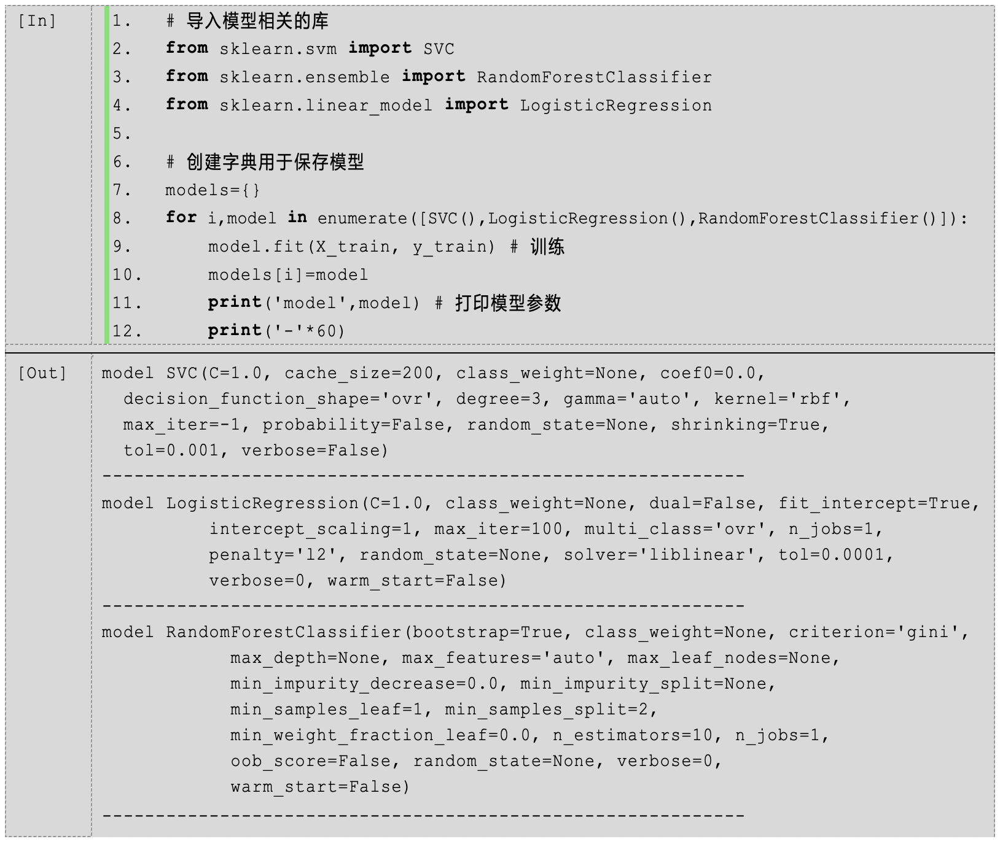 [In]
1. # 导入模型相关的库
2. from sklearn.svm import SVC
3. from sklearn.ensemble import RandomForestClassifier
4. from sklearn.linear_model import LogisticRegression
5.
6. # 创建字典用于保存模型
7. models={}
8. for i,model in enumerate([SVC(),LogisticRegression(),RandomForestClassifier()]):
9.     model.fit(X_train, y_train) # 训练
10.     models[i]=model
11.     print('model',model) # 打印模型参数
12.     print('-'*60)
[Out]
model SVC(C=1.0, cache_size=200, class_weight=None, coef0=0.0,
  decision_function_shape='ovr', degree=3, gamma='auto', kernel='rbf',
  max_iter=-1, probability=False, random_state=None, shrinking=True,
  tol=0.001, verbose=False)
------------------------------------------------------------
model LogisticRegression(C=1.0, class_weight=None, dual=False, fit_intercept=True,
          intercept_scaling=1, max_iter=100, multi_class='ovr', n_jobs=1,
          penalty='l2', random_state=None, solver='liblinear', tol=0.0001,
          verbose=0, warm_start=False)
------------------------------------------------------------
model RandomForestClassifier(bootstrap=True, class_weight=None, criterion='gini',
            max_depth=None, max_features='auto', max_leaf_nodes=None,
            min_impurity_decrease=0.0, min_impurity_split=None,
            min_samples_leaf=1, min_samples_split=2,
            min_weight_fraction_leaf=0.0, n_estimators=10, n_jobs=1,
            oob_score=False, random_state=None, verbose=0,
            warm_start=False)
------------------------------------------------------------